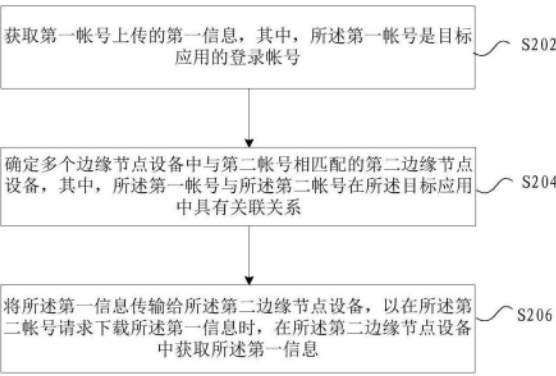 获取第一帐号上传的第一信息，其中，所述第一帐号是目标
应用的登录帐号
S202
确定多个边缘节点设备中与第二帐号相匹配的第二边缘节点
设备，其中，所述第一帐号与所述第二帐号在所述目标应用
中具有关联关系
S204
将所述第一信息传输给所述第二边缘节点设备，以在所述第
二帐号请求下载所述第一信息时，在所述第二边缘节点设备
中获取所述第一信息
S206